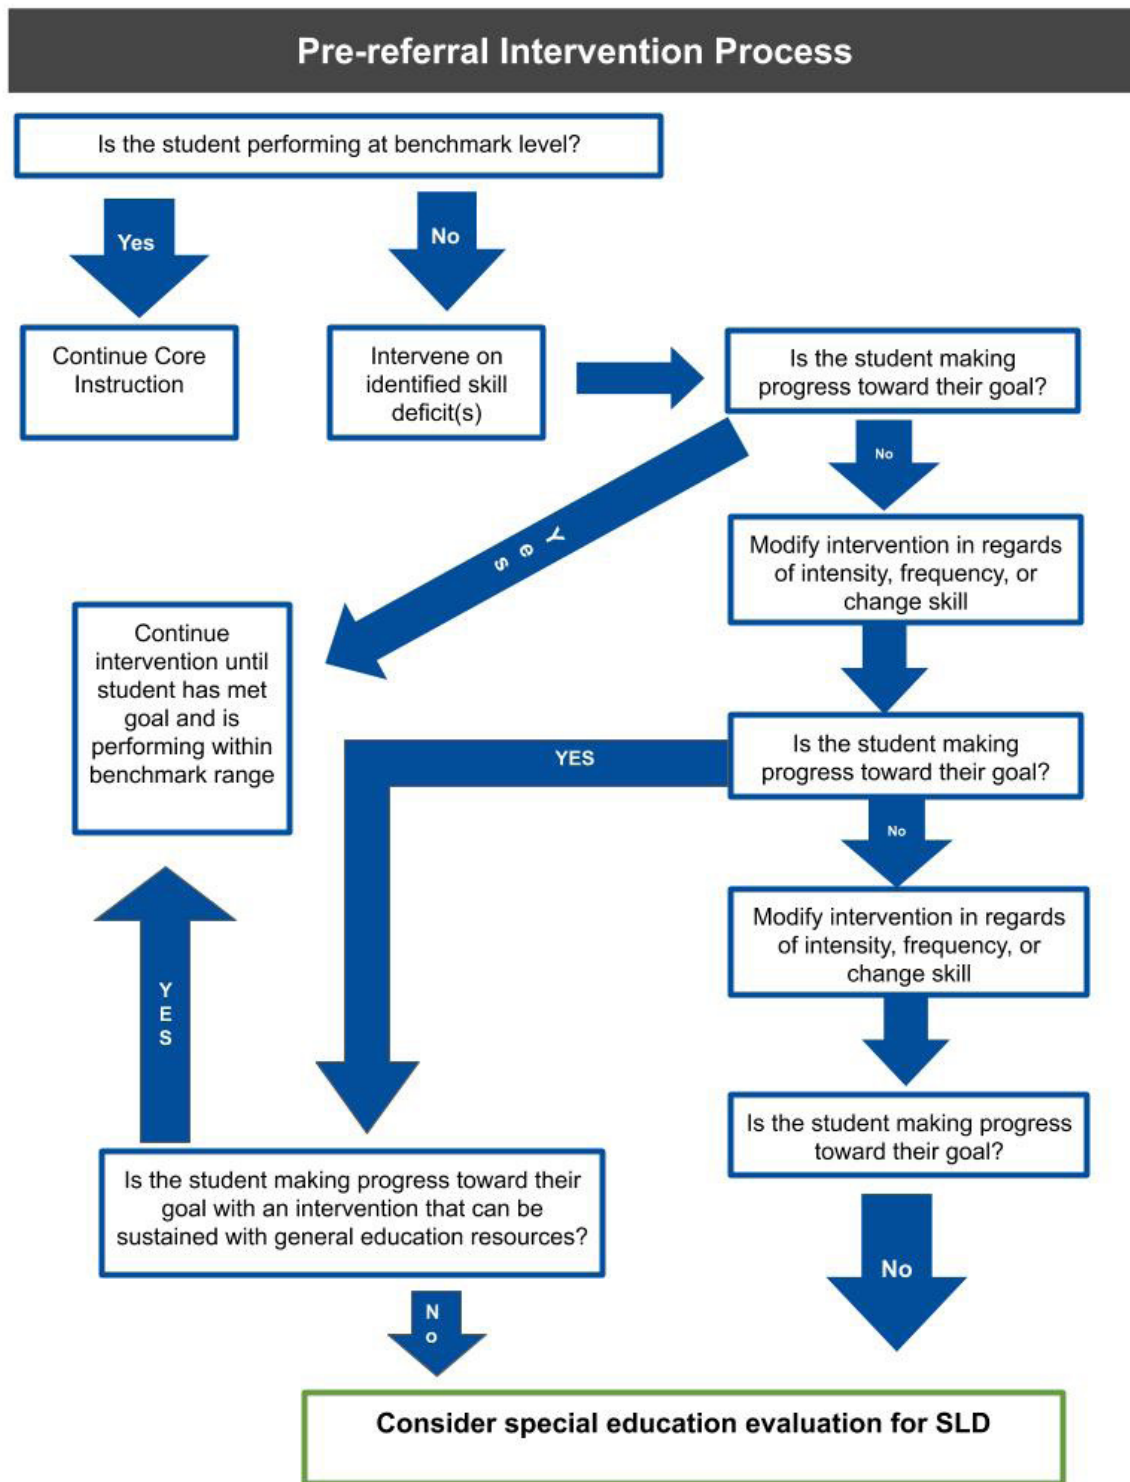 Pre-referral Intervention Process
Is the student performing at benchmark level?
Yes
No
Continue Core
Instruction
Intervene on
identified skill
deficit(s)
Is the student making
progress toward their goal?
No
Yes
Modify intervention in regards
of intensity, frequency, or
change skill
Continue
intervention until
student has met
goal and is
performing within
benchmark range
Is the student making
progress toward their goal?
YES
No
Modify intervention in regards
of intensity, frequency, or
change skill
YES
Is the student making progress
toward their goal?
Is the student making progress toward their
goal with an intervention that can be
sustained with general education resources?
No
No
Consider special education evaluation for SLD